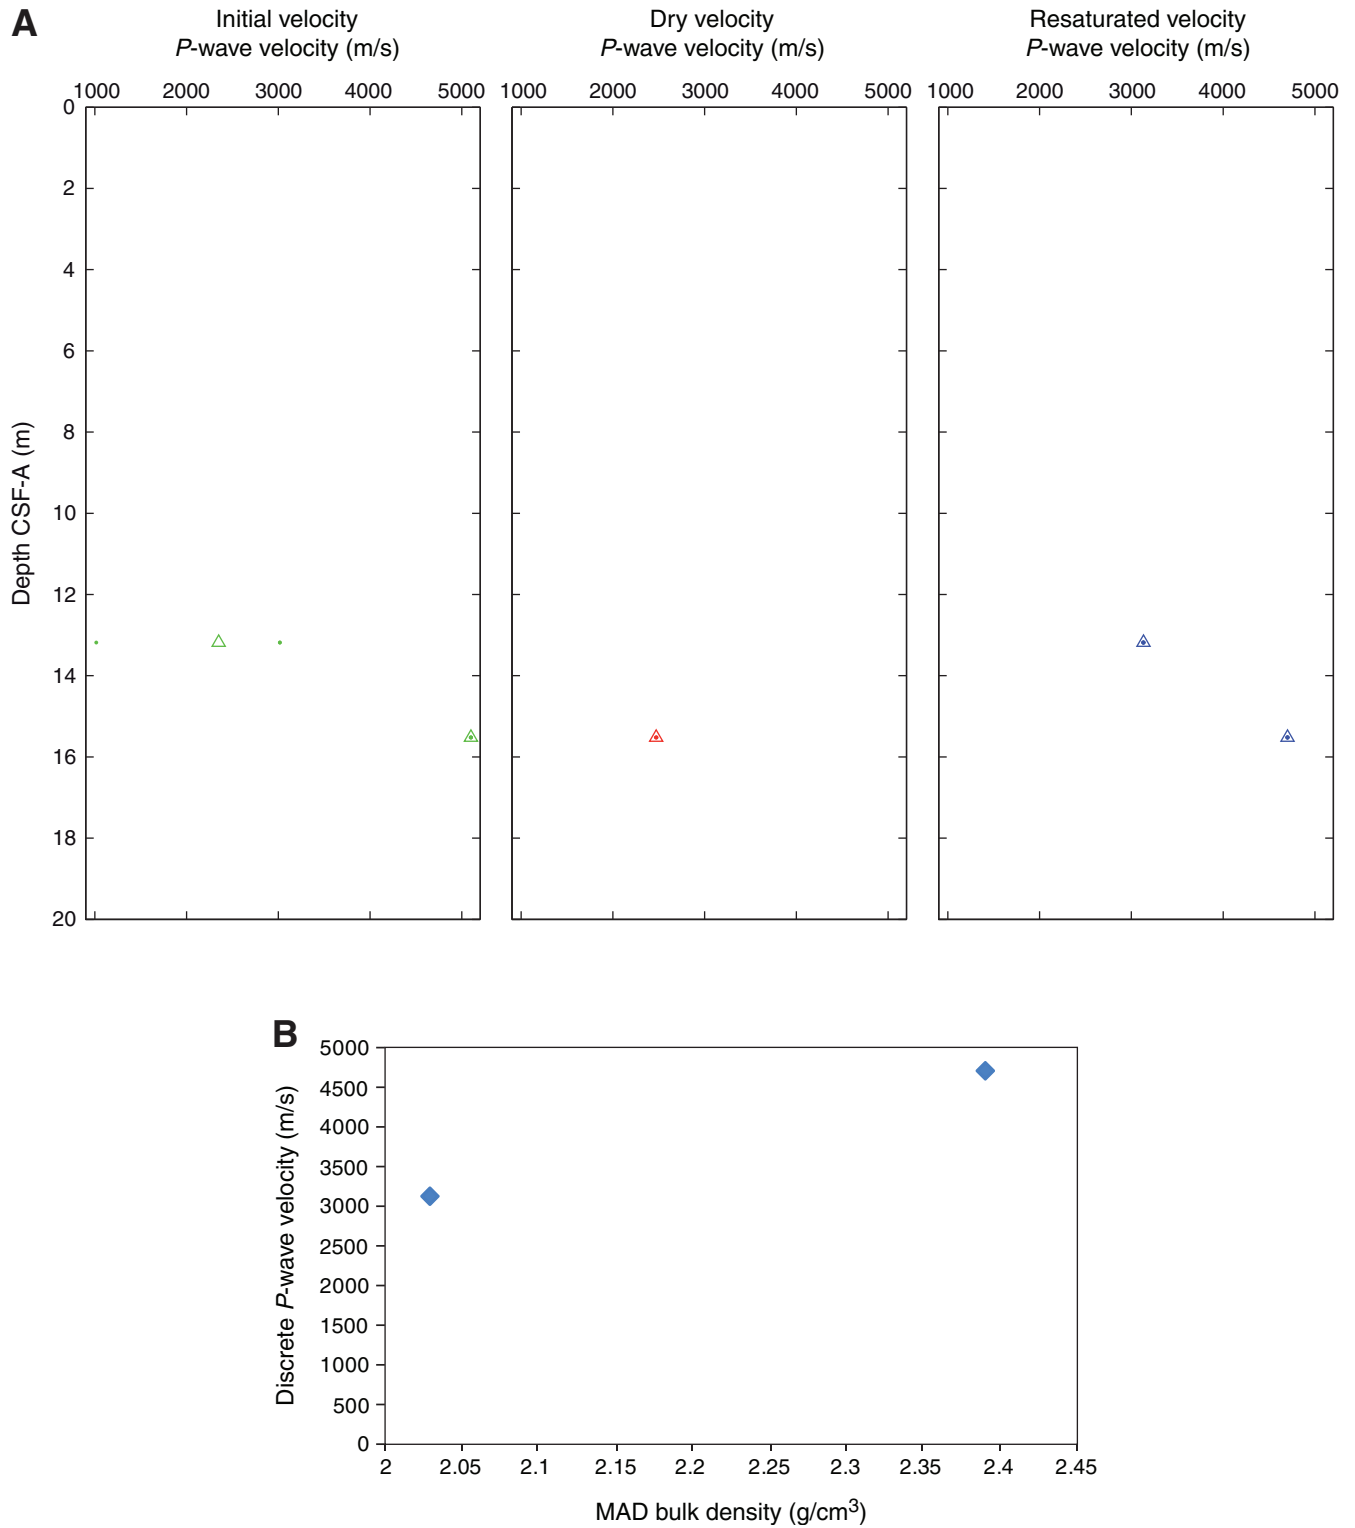 A
Initial velocity
P-wave velocity (m/s)
Dry velocity
P-wave velocity (m/s)
Resaturated velocity
P-wave velocity (m/s)
1000 2000 3000 4000 5000
1000 2000 3000 4000 5000
1000 2000 3000 4000 5000
0
2
4
6
8
10
12
14
16
18
20
Depth CSF-A (m)
B
5000
4500
4000
3500
3000
2500
2000
1500
1000
500
0
Discrete P-wave velocity (m/s)
2 2.05 2.1 2.15 2.2 2.25 2.3 2.35 2.4 2.45
MAD bulk density (g/cm³)